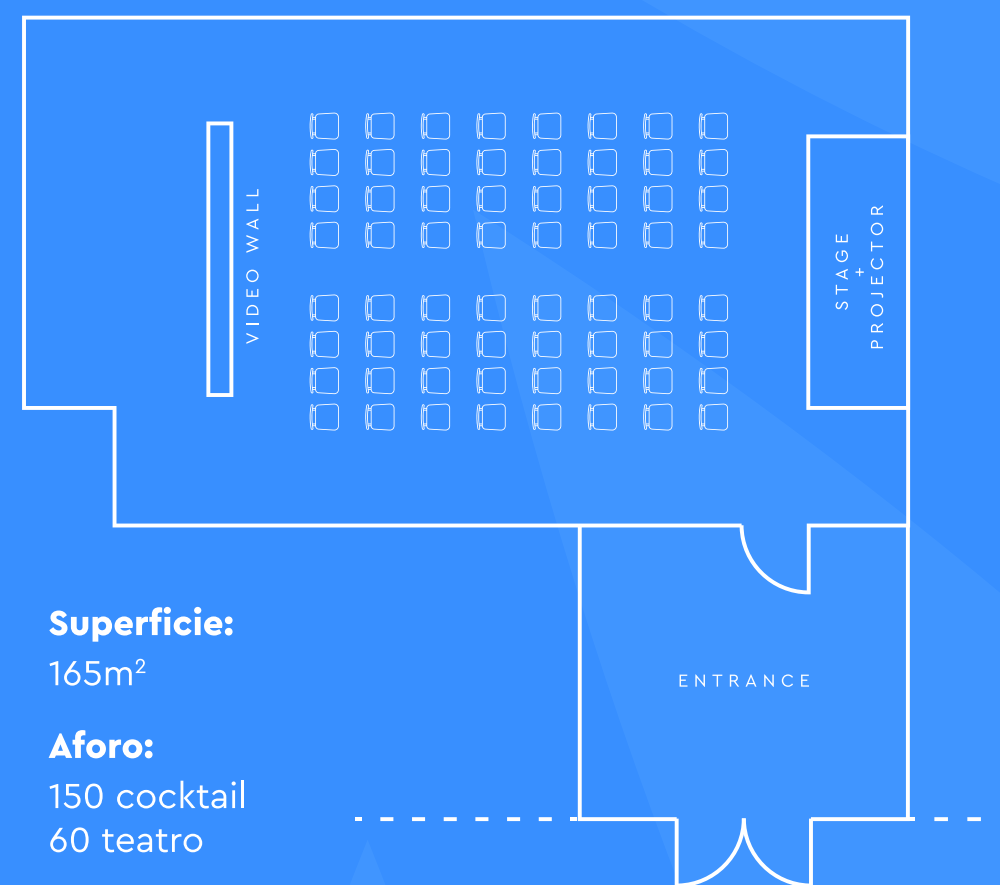 VIDEO WALL
STAGE
+
PROJECTOR
ENTRANCE
Superficie:
165m²
Aforo:
150 cocktail
60 teatro